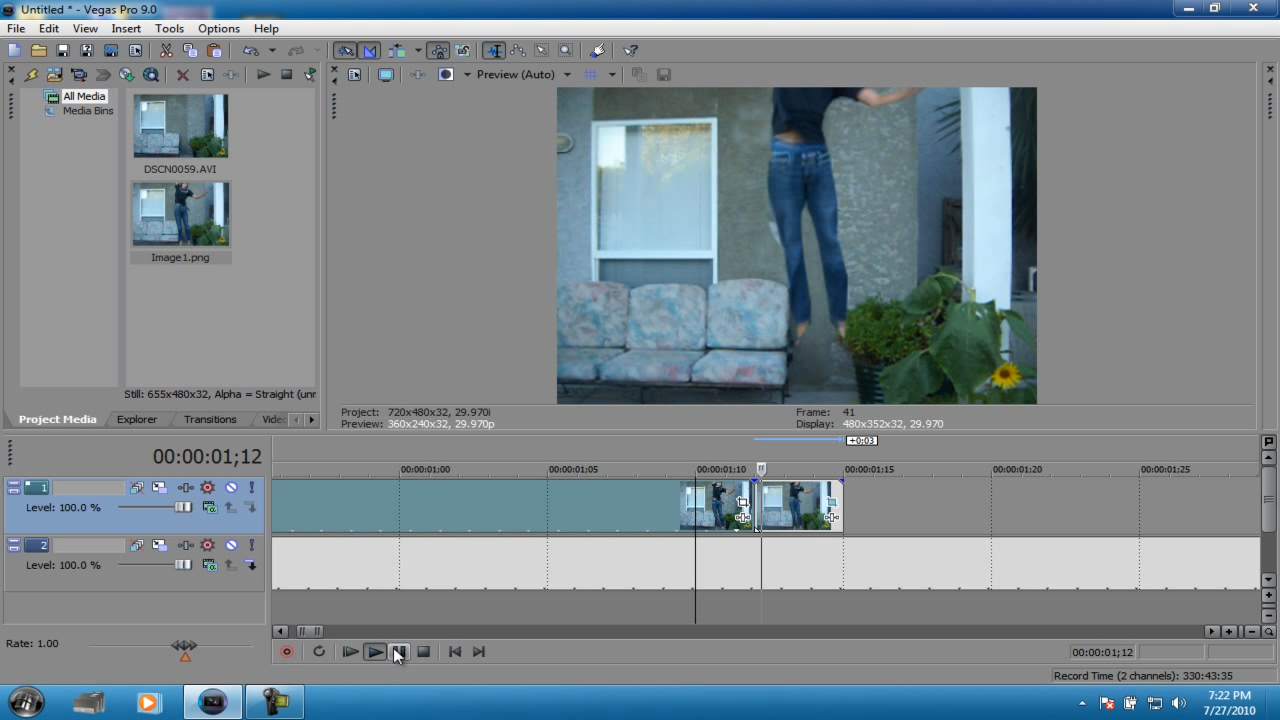 Untitled * - Vegas Pro 9.0
File Edit View Insert Tools Options Help
Preview (Auto)
All Media
Media Bins
DSCN0059.AVI
Image1.png
Still: 655x480x32, Alpha = Straight (unr
Project Media Explorer Transitions Vide
Project: 720x480x32, 29.970i
Preview: 360x240x32, 29.970p
Frame: 41
Display: 480x352x32, 29.970
+0:03
00:00:01;12
00:00:01;00 00:00:01;05 00:00:01;10 00:00:01;15 00:00:01;20 00:00:01;25
1
Level: 100.0 %
2
Level: 100.0 %
Rate: 1.00
00:00:01;12
Record Time (2 channels): 330:43:35
7:22 PM
7/27/2010